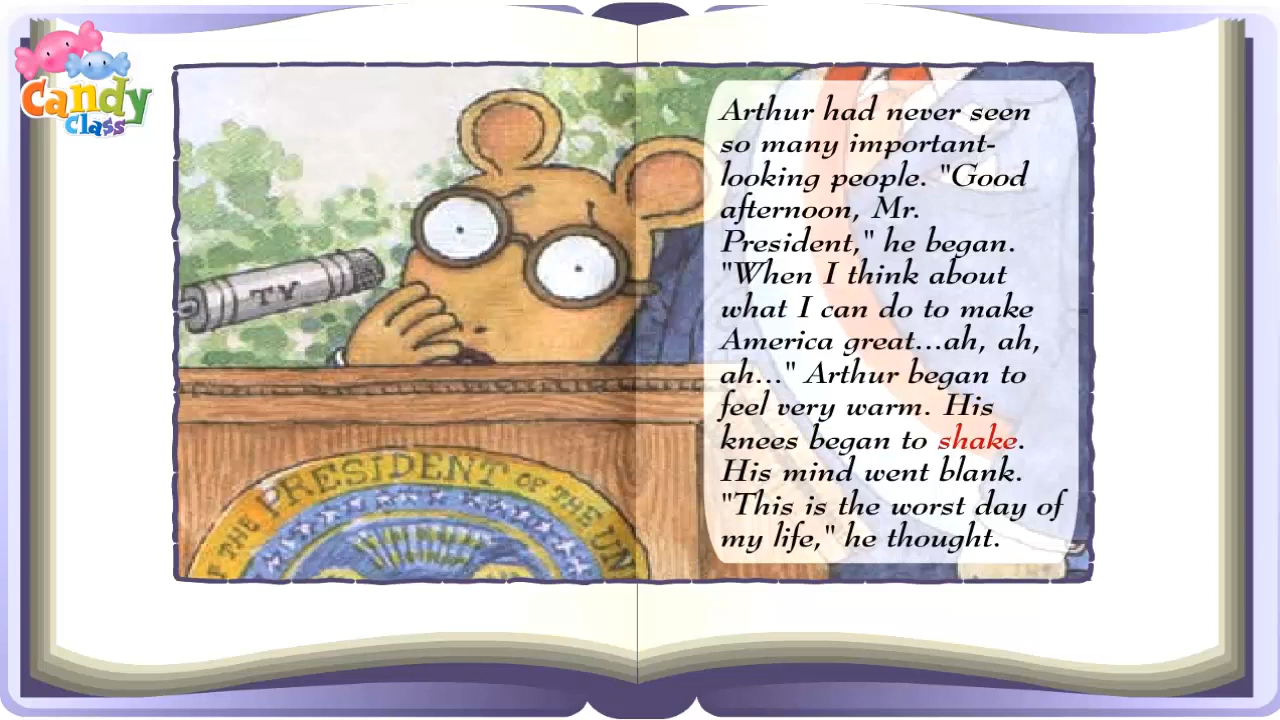 Candy
class
TV
PRESIDENT OF THE UN
F THE
Arthur had never seen
so many important-
looking people. "Good
afternoon, Mr.
President," he began.
"When I think about
what I can do to make
America great...ah, ah,
ah..." Arthur began to
feel very warm. His
knees began to shake.
His mind went blank.
"This is the worst day of
my life," he thought.